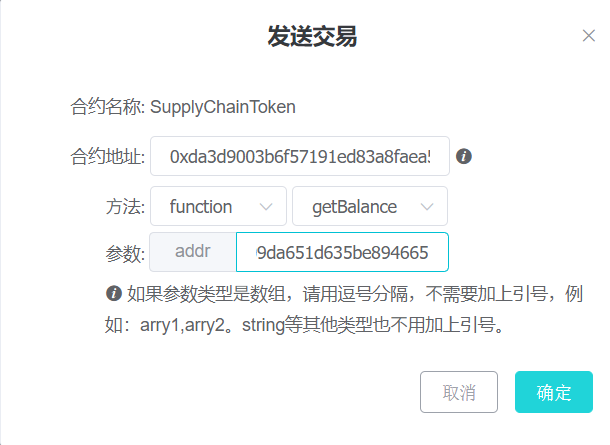 发送交易
合约名称: SupplyChainToken
合约地址: 0xda3d9003b6f57191ed83a8faea5
方法: function getBalance
参数: addr 9da651d635be894665
如果参数类型是数组，请用逗号分隔，不需要加上引号，例
如：arry1,arry2。string等其他类型也不用加上引号。
取消 确定